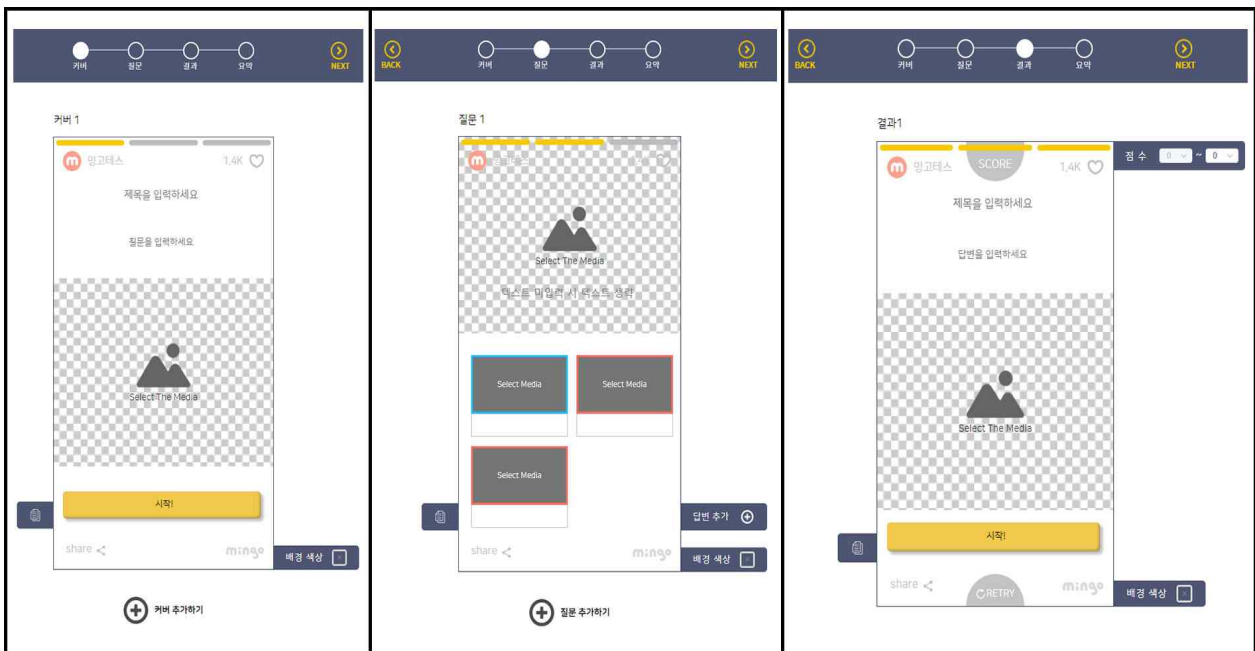 커버
질문
결과
요약
NEXT
커버 1
m 밍고테스 1,4K
제목을 입력하세요
질문을 입력하세요
Select The Media
시작!
share
mingo
배경 색상
커버 추가하기
BACK
커버
질문
결과
요약
NEXT
질문 1
m
Select The Media
텍스트 미입력 시 텍스트 생략
Select Media
Select Media
Select Media
답변 추가
share
mingo
배경 색상
질문 추가하기
BACK
커버
질문
결과
요약
NEXT
결과1
m 밍고테스 SCORE 1,4K
점 수 0 ~ 0
제목을 입력하세요
답변을 입력하세요
Select The Media
시작!
share
RETRY
mingo
배경 색상